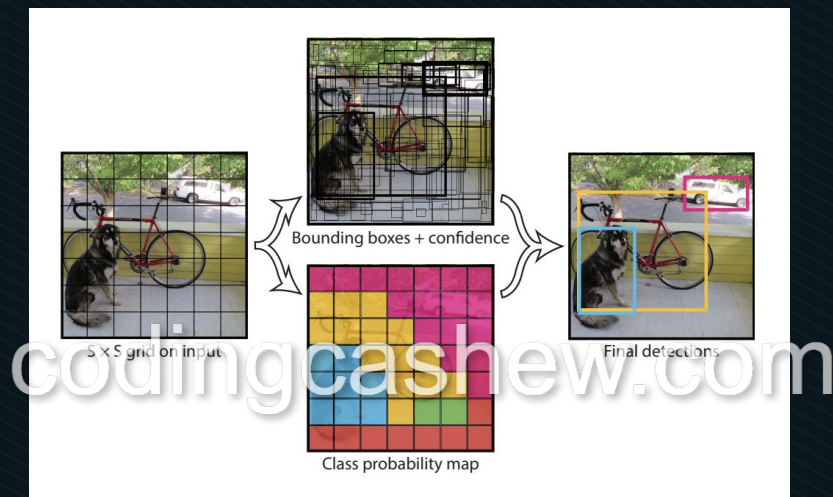 Bounding boxes + confidence
S × S grid on input
Final detections
codingcashew.com
Class probability map